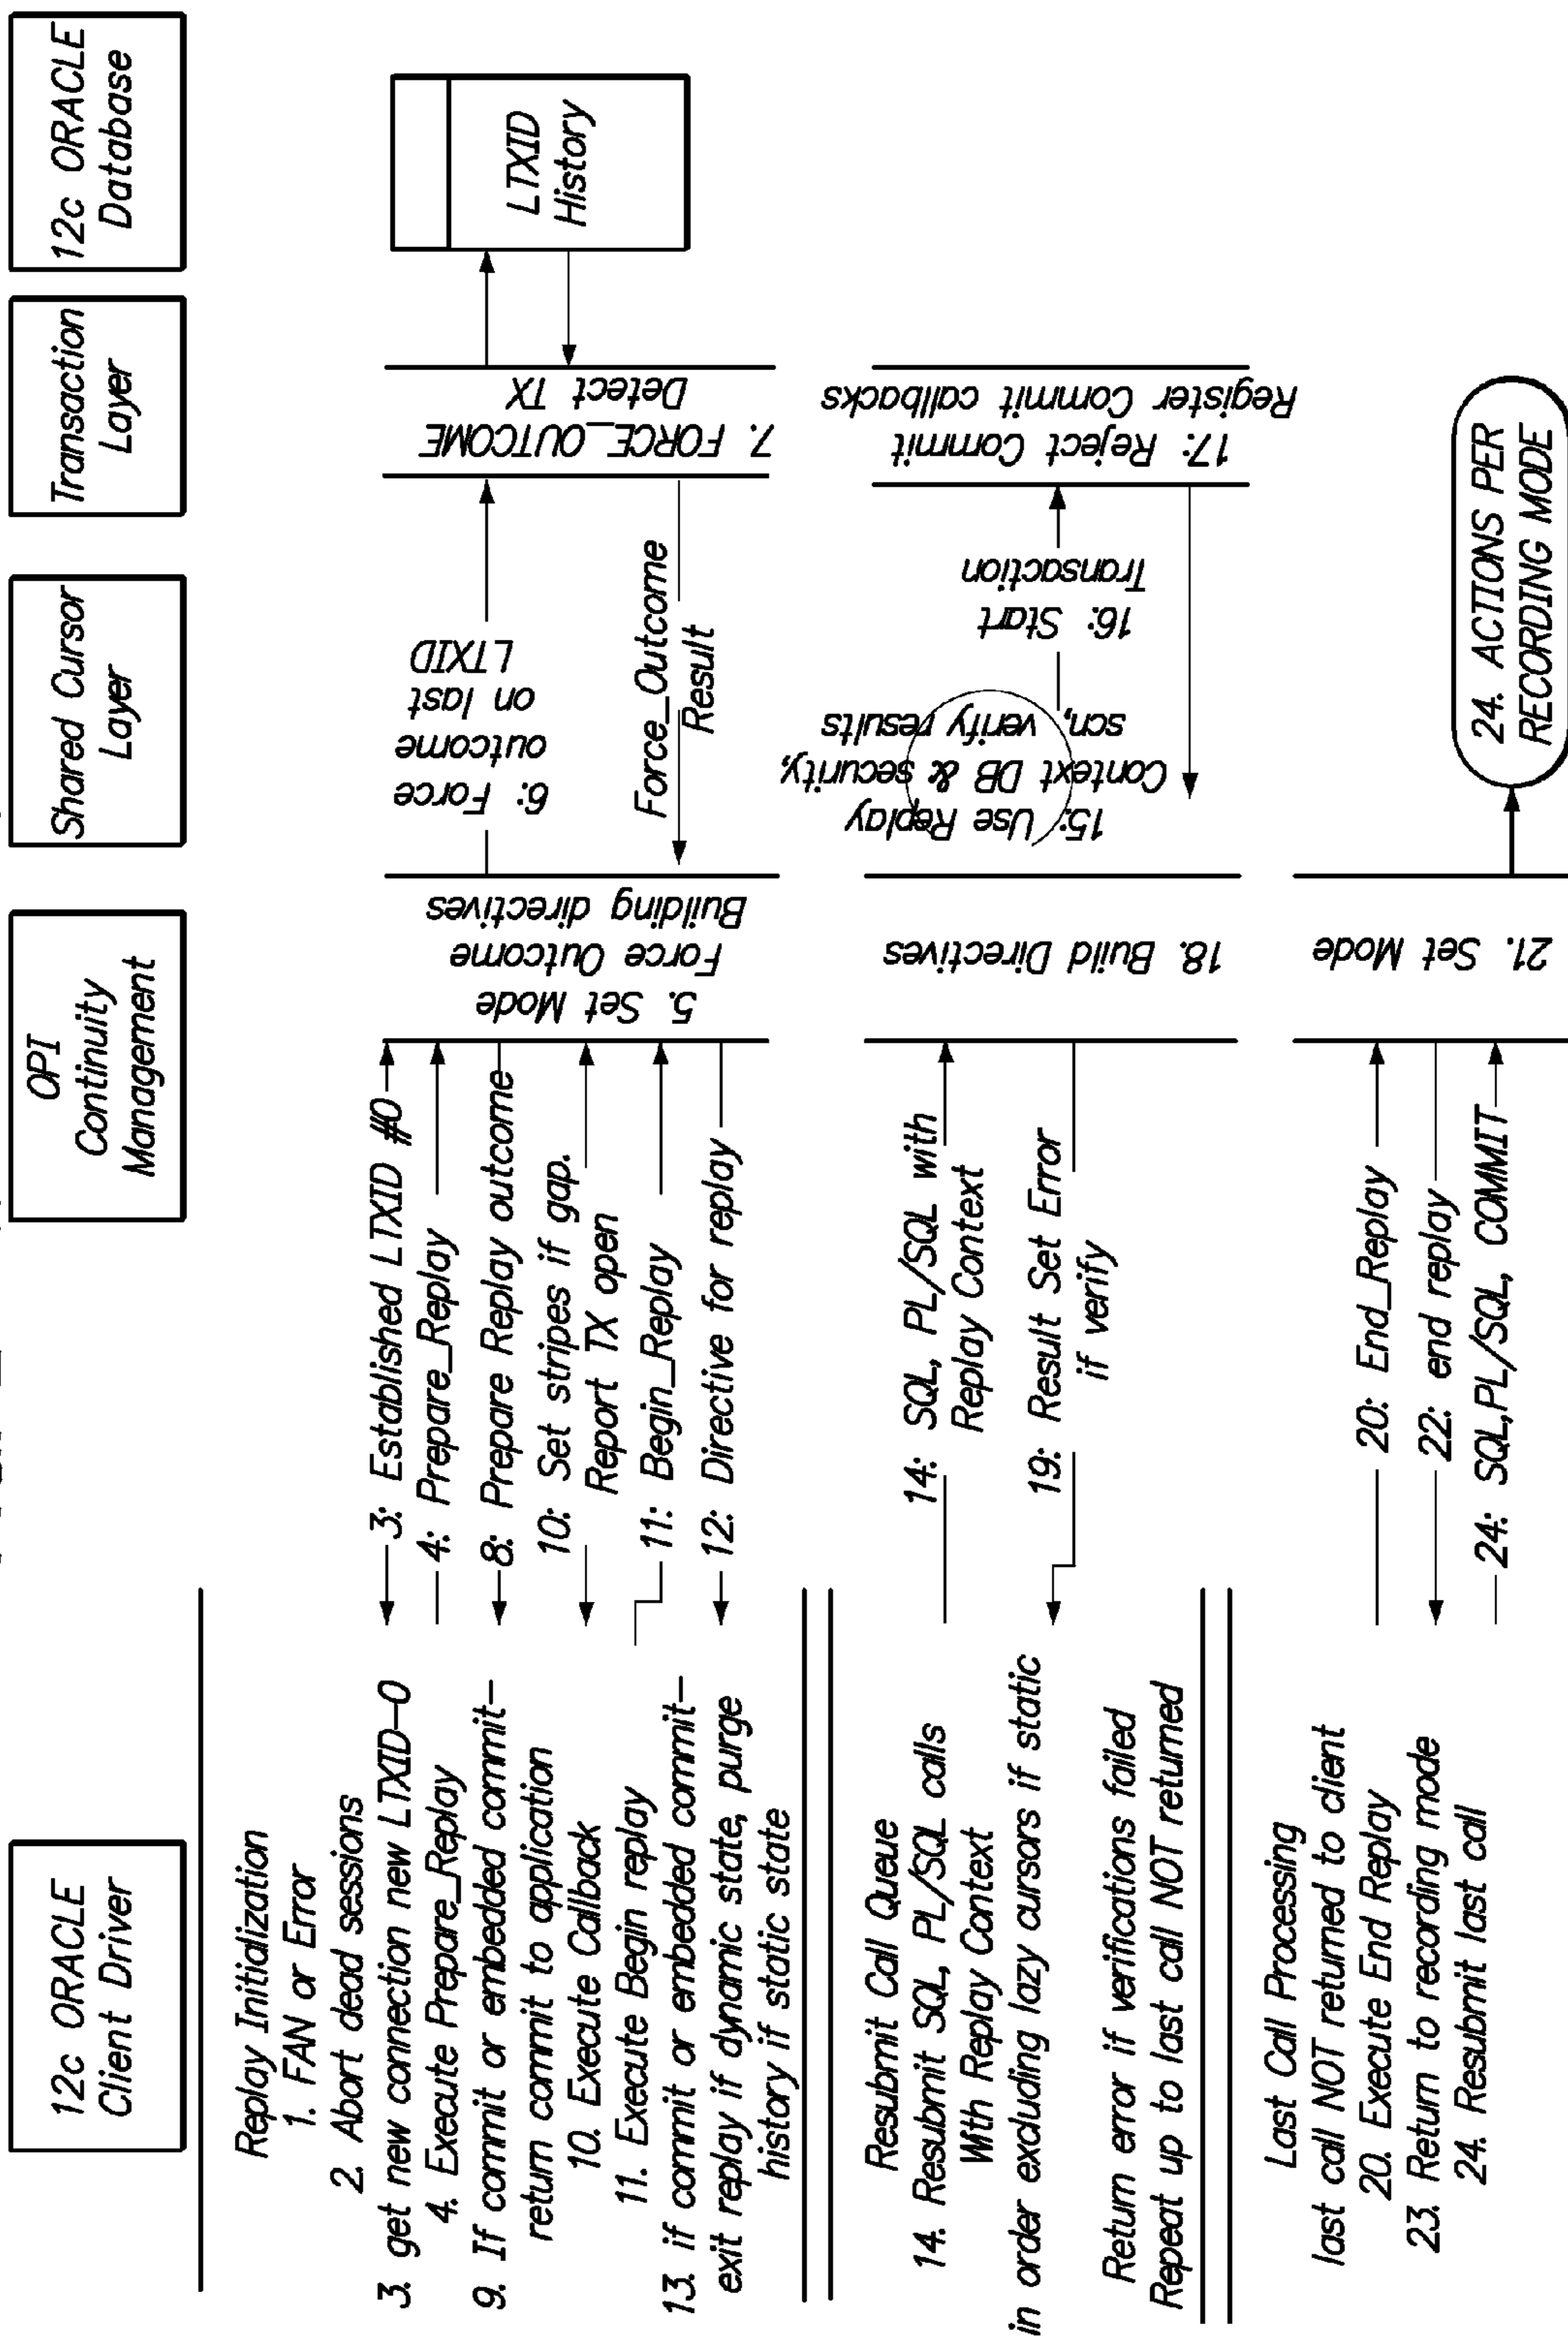 12c ORACLE
Client Driver
OPI
Continuity
Management
Shared Cursor
Layer
Transaction
Layer
12c ORACLE
Database
Replay Initialization
1. FAN or Error
2. Abort dead sessions
3. get new connection new LTXID-0
4. Execute Prepare_Replay
9. If commit or embedded commit-
return commit to application
10. Execute Callback
11. Execute Begin replay
13. if commit or embedded commit-
exit replay if dynamic state, purge
history if static state
3: Established LTXID #0
4: Prepare_Replay
8: Prepare Replay outcome
10: Set stripes if gap.
Report TX open
11: Begin_Replay
12: Directive for replay
5. Set Mode
Force Outcome
Building directives
6: Force
outcome
on last
LTXID
Force_Outcome
Result
7. FORCE_OUTCOME
Detect TX
LTXID
History
Resubmit Call Queue
14. Resubmit SQL, PL/SQL calls
With Replay Context
in order excluding lazy cursors if static
Return error if verifications failed
Repeat up to last call NOT returned
14: SQL, PL/SQL with
Replay Context
19: Result Set Error
if verify
18. Build Directives
15: Use Replay
Context DB & security,
scn, verify results
16: Start
Transaction
17: Reject Commit
Register Commit callbacks
Last Call Processing
last call NOT returned to client
20. Execute End Replay
23. Return to recording mode
24. Resubmit last call
20: End_Replay
22: end replay
24: SQL,PL/SQL, COMMIT
21. Set Mode
24. ACTIONS PER
RECORDING MODE